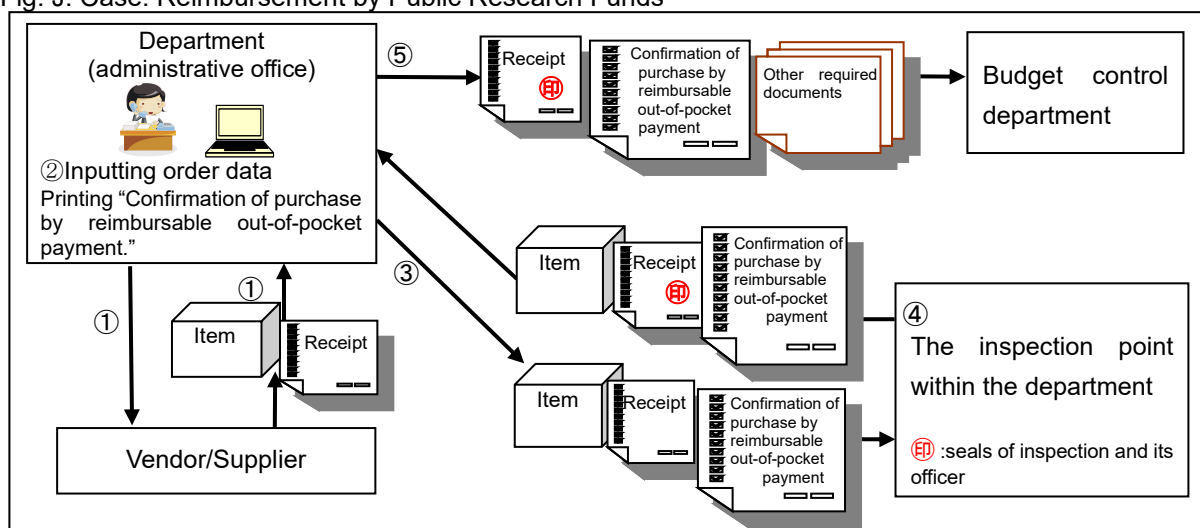 Fig. J: Case: Reimbursement by Public Research Funds
Department
(administrative office)
②Inputting order data
Printing “Confirmation of purchase
by reimbursable out-of-pocket
payment.”
⑤
Receipt
印
Confirmation of
purchase by
reimbursable
out-of-pocket
payment
Other required
documents
Budget control
department
①
①
Item
Receipt
Vendor/Supplier
③
Item
Receipt
印
Confirmation of
purchase by
reimbursable
out-of-pocket
payment
Item
Receipt
Confirmation of
purchase by
reimbursable
out-of-pocket
payment
④
The inspection point
within the department
印 :seals of inspection and its
officer